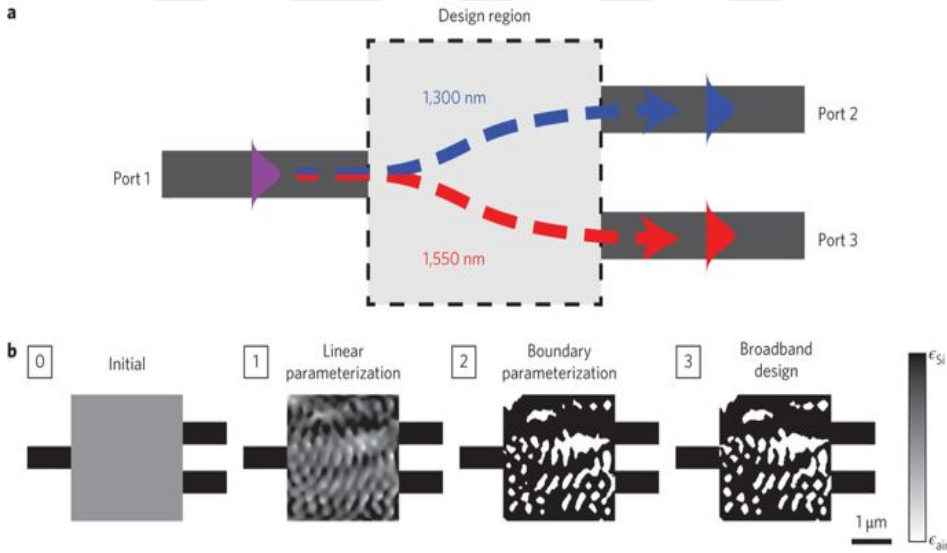 a
Design region
1,300 nm
Port 2
Port 1
Port 3
1,550 nm
b
0
Initial
1
Linear
parameterization
2
Boundary
parameterization
3
Broadband
design
ϵSi
1 μm
ϵair